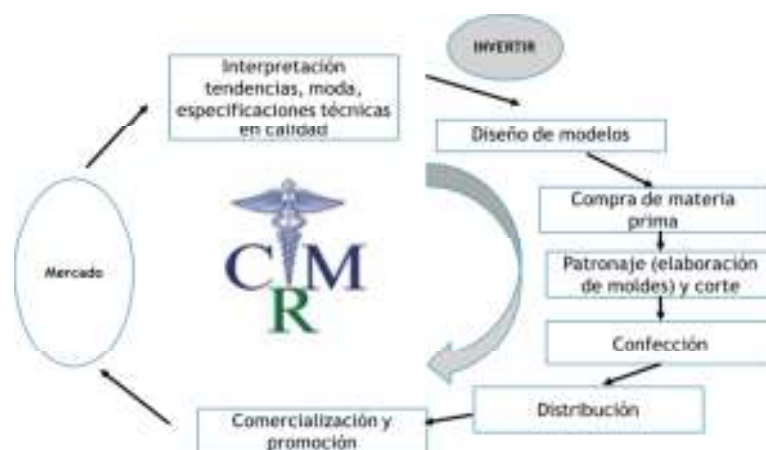 INVERTIR
Interpretación
tendencias, moda,
especificaciones técnicas
en calidad
Diseño de modelos
Compra de materia
prima
Mercado
C M
R
Patronaje (elaboración
de moldes) y corte
Confección
Distribución
Comercialización y
promoción